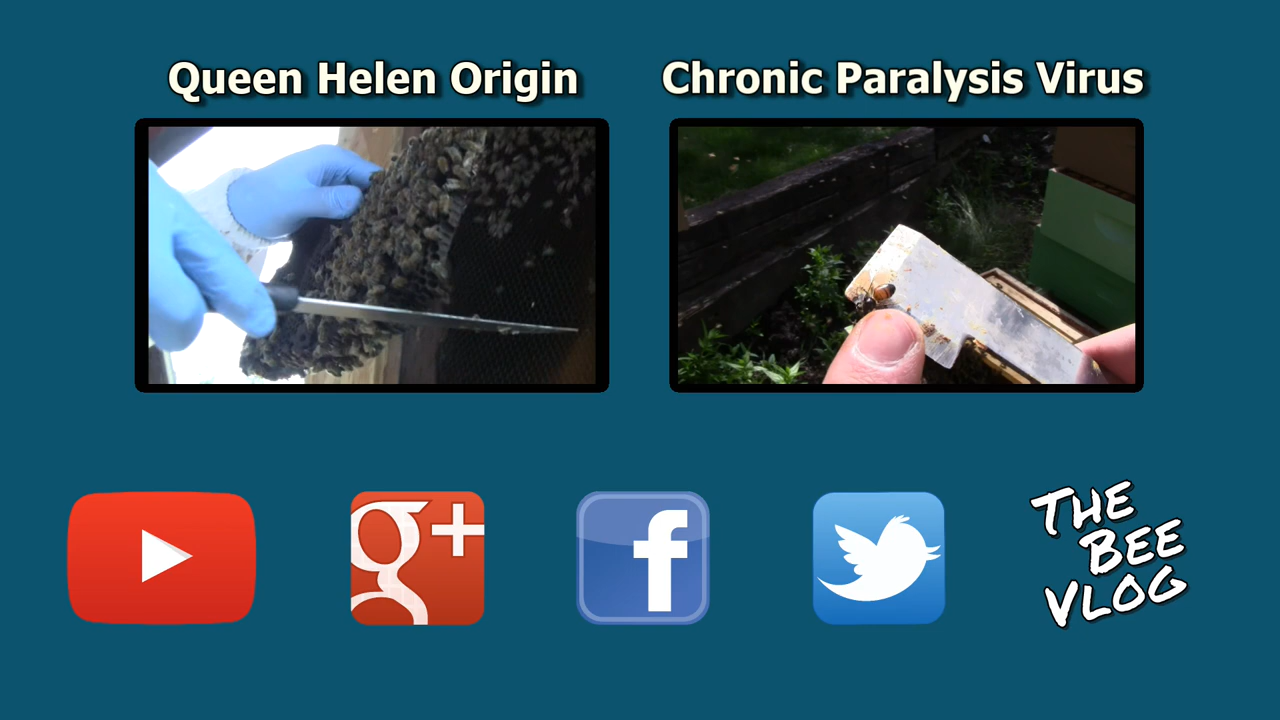 Queen Helen Origin
Chronic Paralysis Virus
g+
f
THE
BEE
VLOG